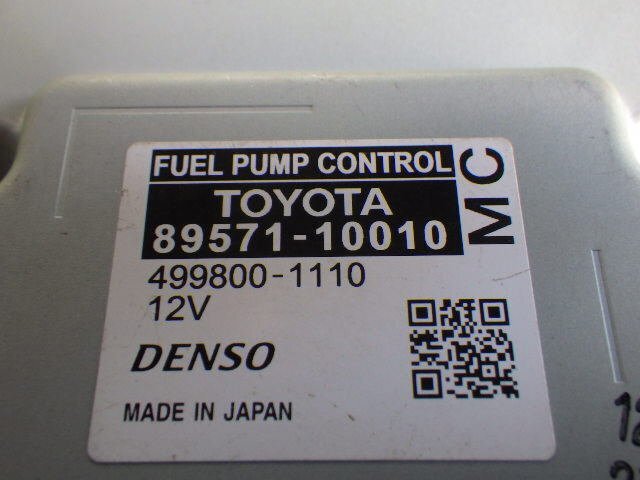 FUEL PUMP CONTROL
TOYOTA
89571-10010
MC
499800-1110
12V
DENSO
MADE IN JAPAN